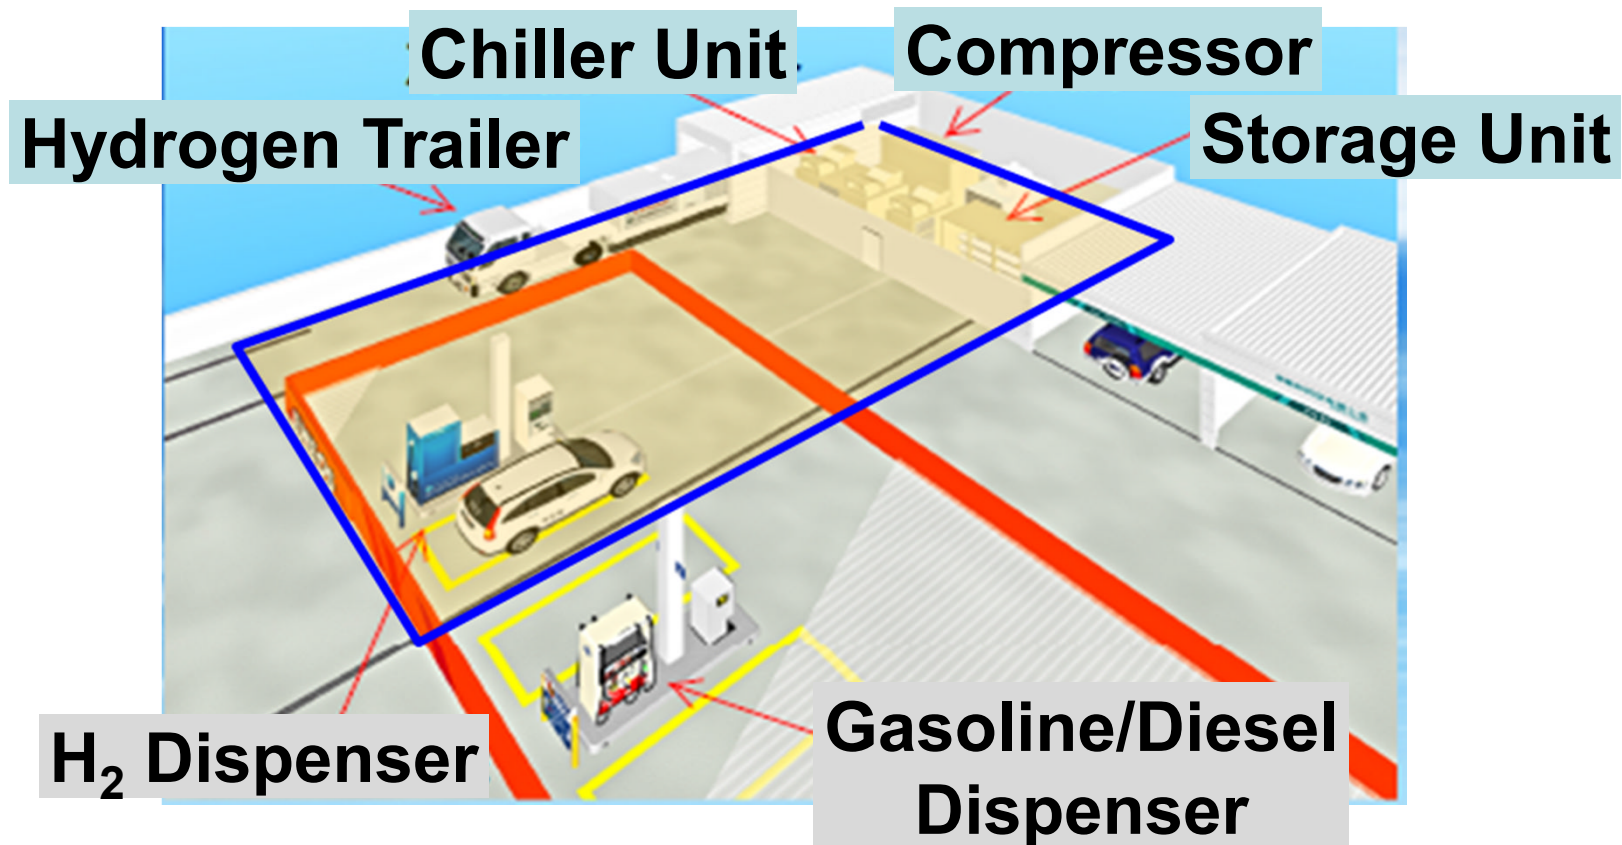 Chiller Unit
Compressor
Hydrogen Trailer
Storage Unit
H₂ Dispenser
Gasoline/Diesel
Dispenser